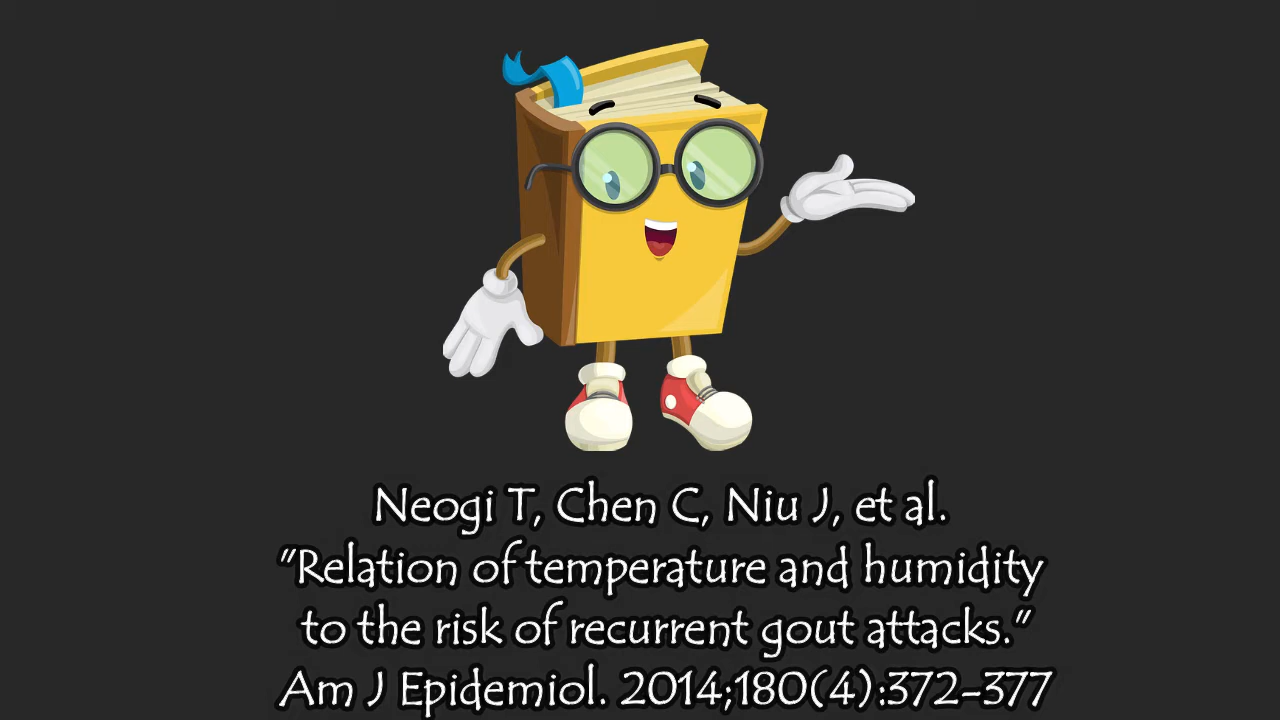 Neogi T, Chen C, Niu J, et al.
"Relation of temperature and humidity
to the risk of recurrent gout attacks."
Am J Epidemiol. 2014;180(4):372-377